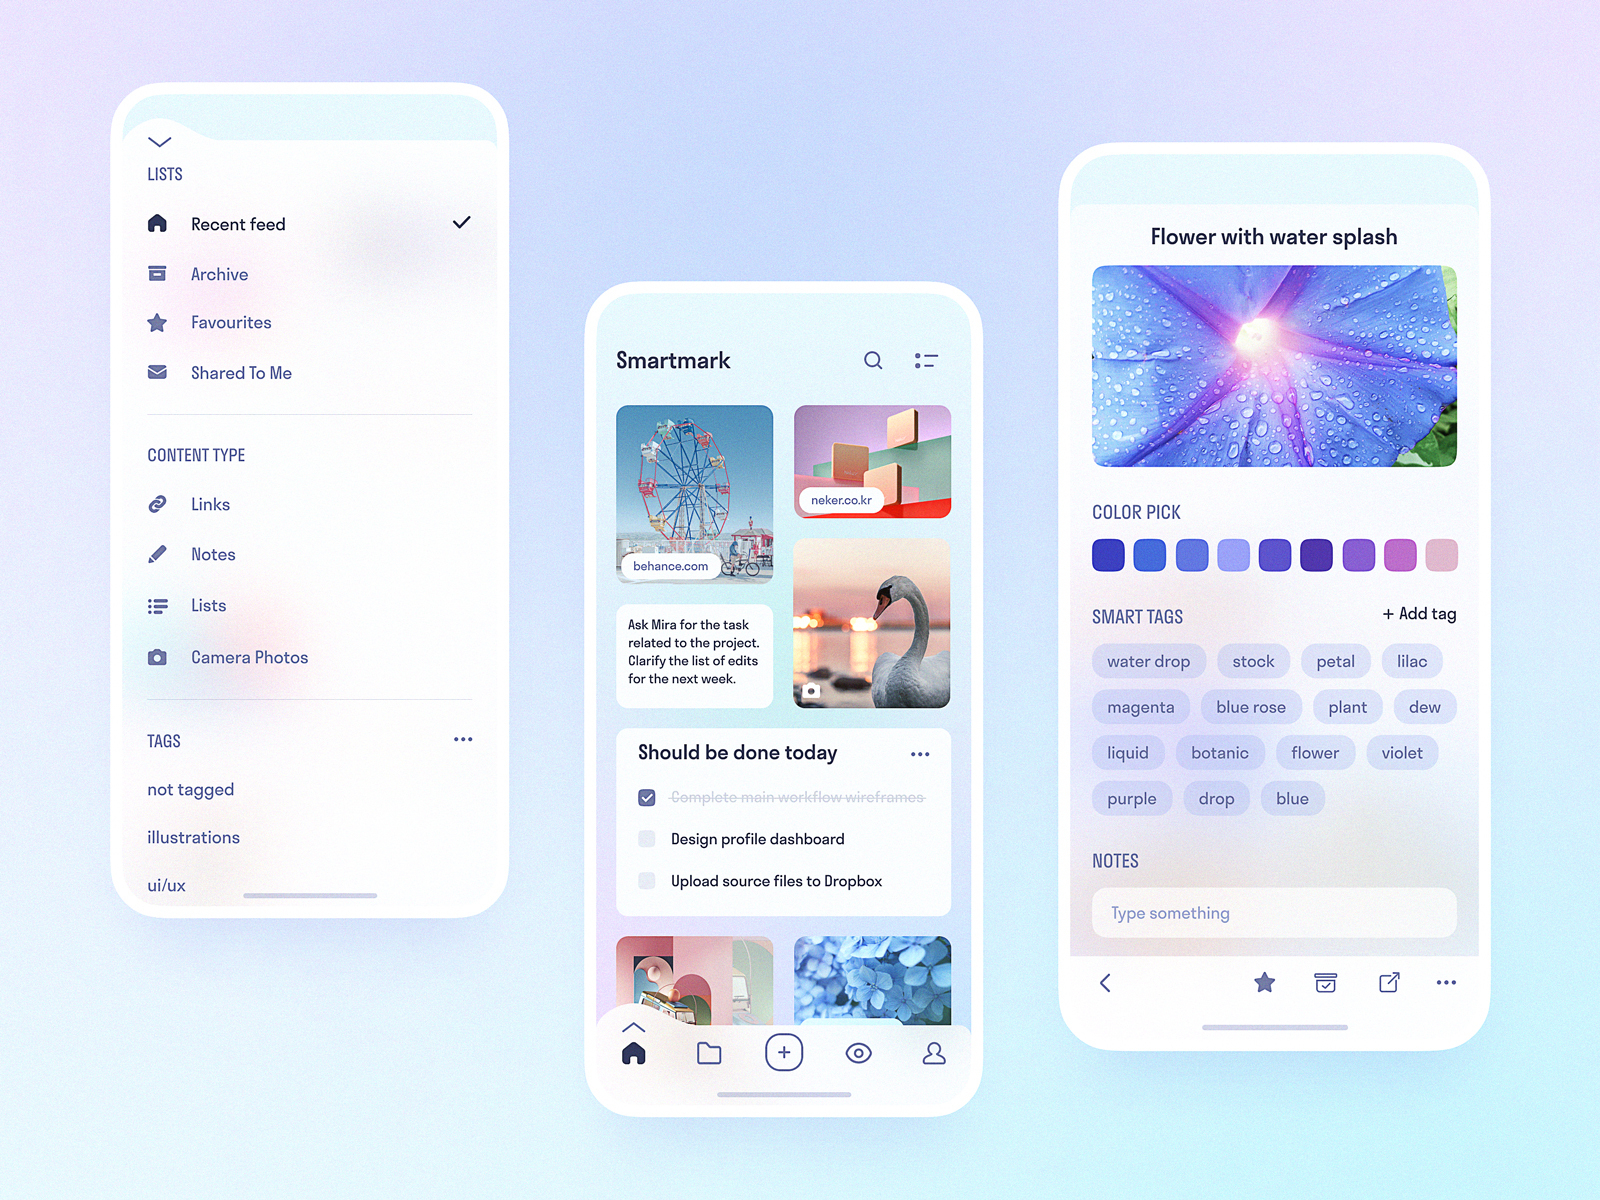 LISTS
Recent feed
Archive
Favourites
Shared To Me
CONTENT TYPE
Links
Notes
Lists
Camera Photos
TAGS
not tagged
illustrations
ui/ux
Smartmark
behance.com
neker.co.kr
Ask Mira for the task
related to the project.
Clarify the list of edits
for the next week.
Should be done today
Complete main workflow wireframes
Design profile dashboard
Upload source files to Dropbox
Flower with water splash
COLOR PICK
SMART TAGS
+ Add tag
water drop
stock
petal
lilac
magenta
blue rose
plant
dew
liquid
botanic
flower
violet
purple
drop
blue
NOTES
Type something